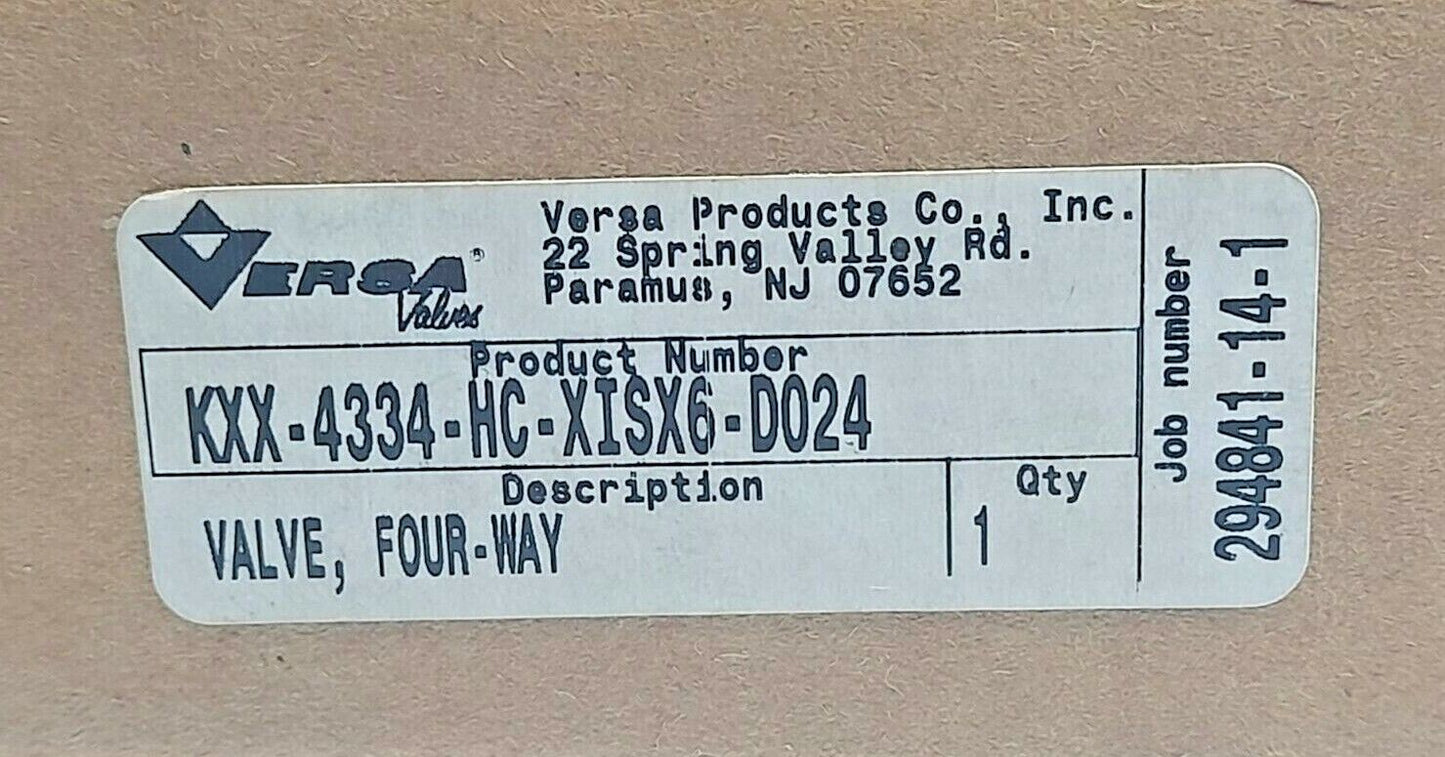 VERSA®
Valves
Versa Products Co., Inc.
22 Spring Valley Rd.
Paramus, NJ 07652
Product Number
KXX-4334-HC-XISX6-D024
Description
VALVE, FOUR-WAY
Qty
1
Job number
294841-14-1